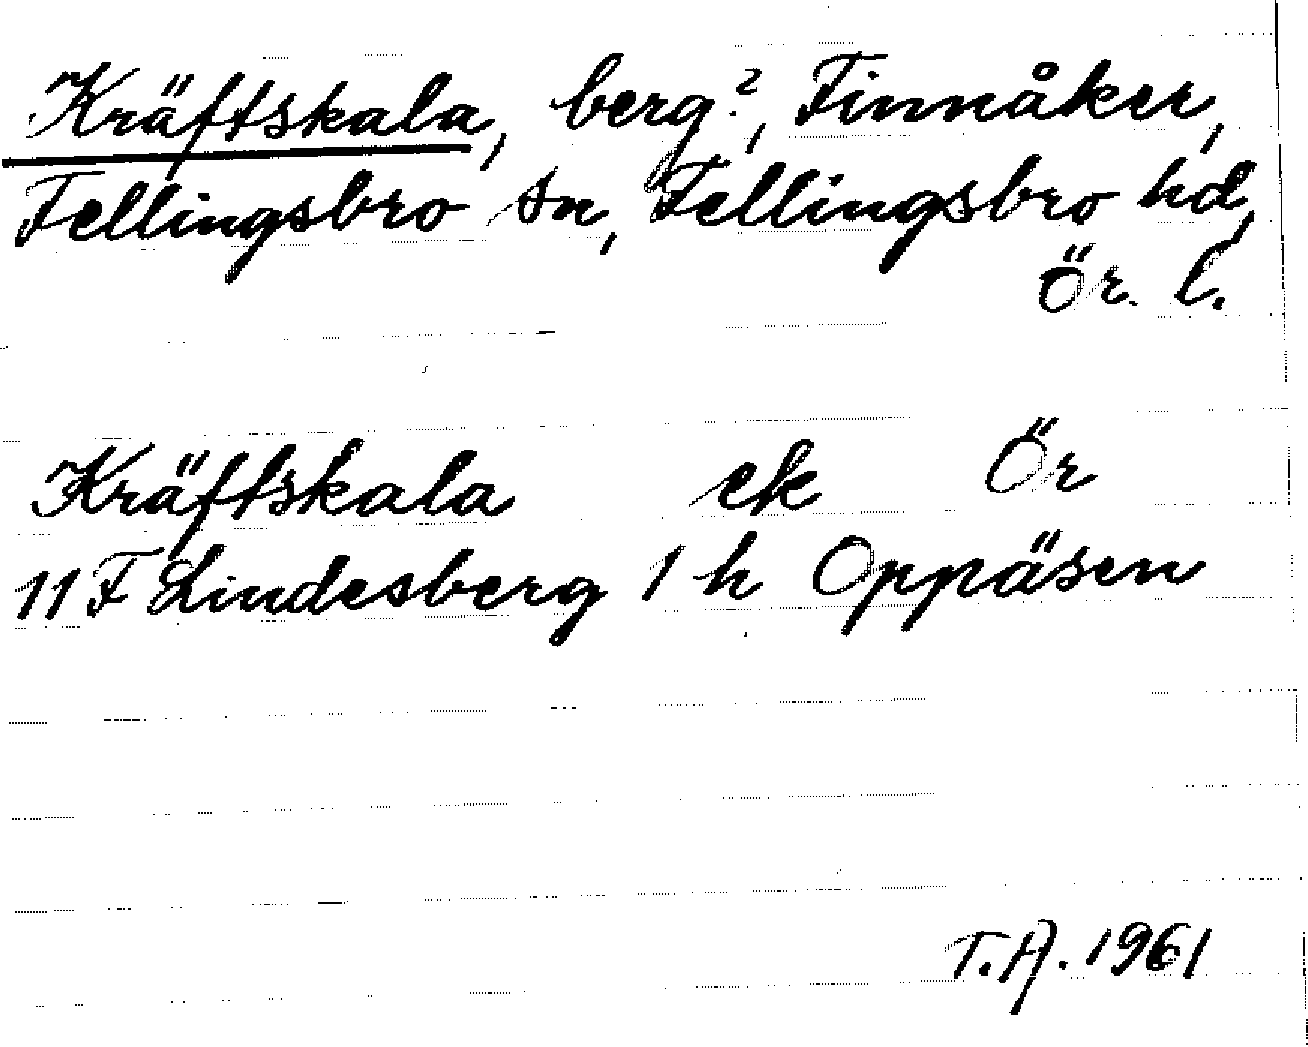 Kräftskala, berg?, Finnåker,
Fellingsbro sn, Fellingsbro hd,
Ör. l.
Kräftskala ek Ör
11 F Lindesberg 1 h Oppäsen
T.A. 1961